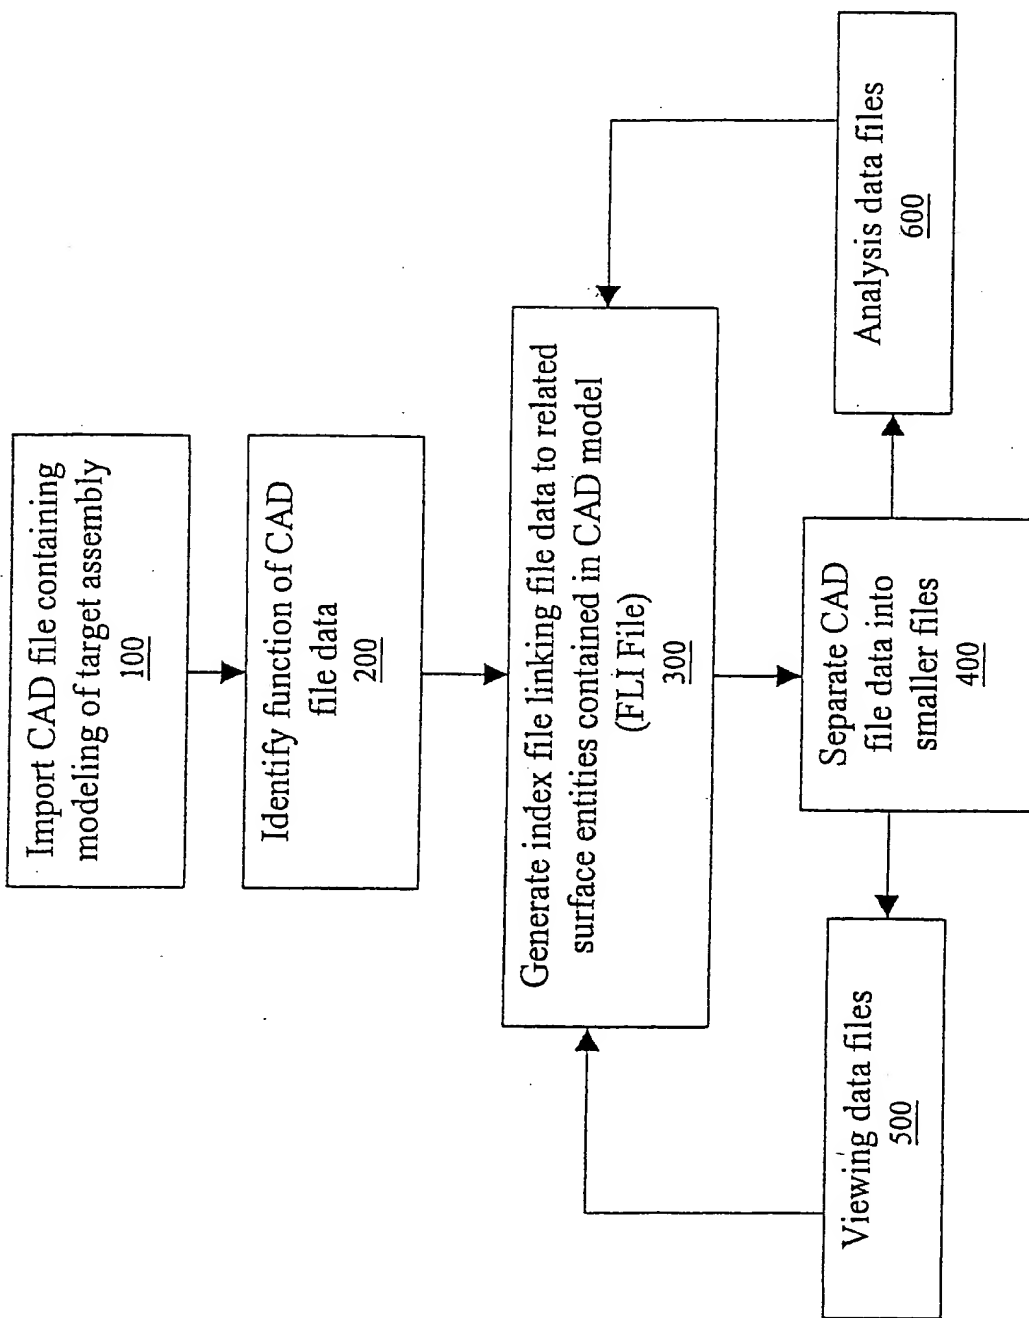 Import CAD file containing
modeling of target assembly
100
Identify function of CAD
file data
200
Generate index file linking file data to related
surface entities contained in CAD model
(FLI File)
300
Separate CAD
file data into
smaller files
400
Viewing data files
500
Analysis data files
600